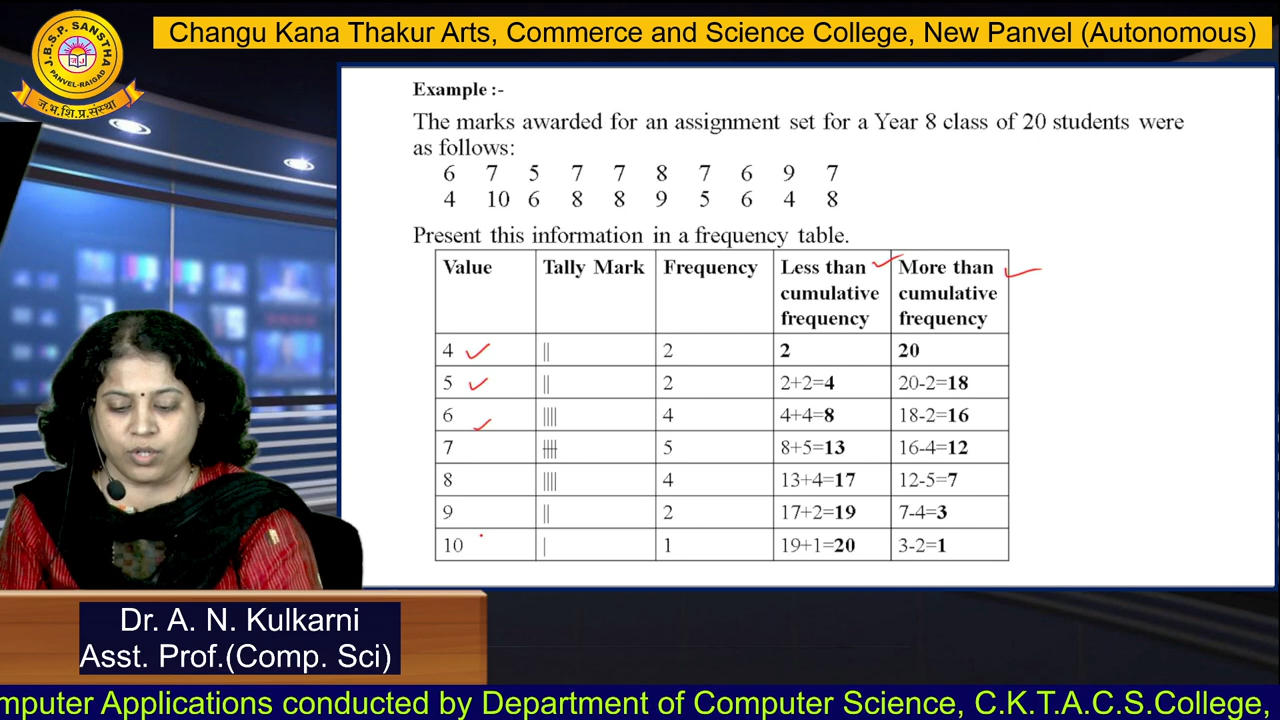 Changu Kana Thakur Arts, Commerce and Science College, New Panvel (Autonomous)
J.B.S.P. SANSTHA
PANVEL-RAIGAD
ज.भ.शि.प्र.संस्था
Example :-
The marks awarded for an assignment set for a Year 8 class of 20 students were
as follows:
6 7 5 7 7 8 7 6 9 7
4 10 6 8 8 9 5 6 4 8
Present this information in a frequency table.
Value Tally Mark Frequency Less than cumulative frequency More than cumulative frequency
4 || 2 2 20
5 || 2 2+2=4 20-2=18
6 |||| 4 4+4=8 18-2=16
7 𝍸 5 8+5=13 16-4=12
8 |||| 4 13+4=17 12-5=7
9 || 2 17+2=19 7-4=3
10 | 1 19+1=20 3-2=1
Dr. A. N. Kulkarni
Asst. Prof.(Comp. Sci)
mputer Applications conducted by Department of Computer Science, C.K.T.A.C.S.College,